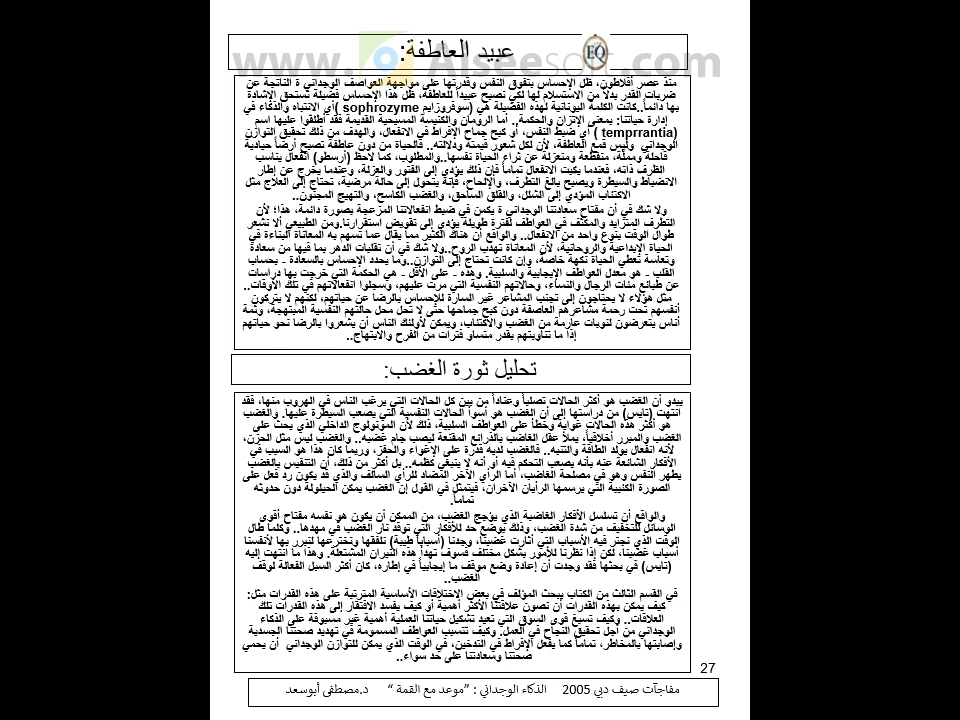 www.Aiseesoft.com
EQ
عبيد العاطفة:
منذ عصر أفلاطون، ظل الإحساس بتفوق النفس وقدرتها على مواجهة العواصف الوجداني ة الناتجة عن
ضربات القدر بدلاً من الاستسلام لها لكي تصبح عبيداً للعاطفة، ظل هذا الإحساس فضيلة تستحق الإشادة
بها دائماً..كانت الكلمة اليونانية لهذه الفضيلة هي (سوفروزايم sophrozyme )أي الانتباه والذكاء في
إدارة حياتنا: بمعنى الإتزان والحكمة.. أما الرومان والكنيسة المسيحية القديمة فقد أطلقوا عليها اسم
(temprrantia ) أي ضبط النفس، أو كبح جماح الإفراط في الانفعال، والهدف من ذلك تحقيق التوازن
الوجداني وليس قمع العاطفة، لأن لكل شعور قيمته ودلالته.. فالحياة من دون عاطفة تصبح أرضاً حيادية
قاحلة ومملة، منقطعة ومنعزلة عن ثراء الحياة نفسها..والمطلوب، كما لاحظ (أرسطو) انفعال يناسب
الظرف ذاته، فعندما يكبت الانفعال تماماً فإن ذلك يؤدي إلى الفتور والعزلة، وعندما يخرج عن إطار
الانضباط والسيطرة ويصبح بالغ التطرف، والإلحاح، فإنه يتحول إلى حالة مرضية، تحتاج إلى العلاج مثل
الاكتئاب المؤدي إلى الشلل، والقلق الساحق، والغضب الكاسح، والتهيج المجنون..
ولا شك في أن مفتاح سعادتنا الوجداني ة يكمن في ضبط انفعالاتنا المزعجة بصورة دائمة، هذا؛ لأن
التطرف المتزايد والمكثف في العواطف لفترة طويلة يؤدي إلى تقويض استقرارنا.ومن الطبيعي ألا نشعر
طوال الوقت بنوع واحد من الانفعال.. والواقع أن هناك الكثير مما يقال عما تسهم به المعاناة البناءة في
الحياة الإبداعية والروحانية، لأن المعاناة تهذب الروح..ولا شك في أن تقلبات الدهر بما فيها من سعادة
وتعاسة تعطي الحياة نكهة خاصة، وإن كانت تحتاج إلى التوازن..وما يحدد الإحساس بالسعادة - بحساب
القلب - هو معدل العواطف الإيجابية والسلبية. وهذه - على الأقل - هي الحكمة التي خرجت بها دراسات
عن طبائع مئات الرجال والنساء، وحالاتهم النفسية التي مرت عليهم، وسجلوا انفعالاتهم في تلك الأوقات..
مثل هؤلاء لا يحتاجون إلى تجنب المشاعر غير السارة للإحساس بالرضا عن حياتهم، لكنهم لا يتركون
أنفسهم تحت رحمة مشاعرهم العاصفة دون كبح جماحها حتى لا تحل محل حالتهم النفسية المبتهجة، وثمة
أناس يتعرضون لنوبات عارمة من الغضب والاكتئاب، ويمكن لأولئك الناس أن يشعروا بالرضا نحو حياتهم
إذا ما تناوبتهم بقدر متساو فترات من الفرح والابتهاج..
تحليل ثورة الغضب:
يبدو أن الغضب هو أكثر الحالات تصلباً وعناداً من بين كل الحالات التي يرغب الناس في الهروب منها، فقد
انتهت (تايس) من دراستها إلى أن الغضب هو أسوأ الحالات النفسية التي يصعب السيطرة عليها. والغضب
هو أكثر هذه الحالات غواية وحضاً على العواطف السلبية، ذلك لأن المونولوج الداخلي الذي يحث على
الغضب والمبرر أخلاقياً، يملأ عقل الغاضب بالذرائع المقنعة ليصب جام غضبه.. والغضب ليس مثل الحزن،
لأنه انفعال يولد الطاقة والتنبه.. فالغضب لديه قدرة على الإغواء والحفز، وربما كان هذا هو السبب في
الأفكار الشائعة عنه بأنه يصعب التحكم فيه أو أنه لا ينبغي كظمه.. بل أكثر من ذلك، أن التنفيس بالغضب
يطهر النفس وهو في مصلحة الغاضب، أما الرأي الآخر المضاد للرأي السالف والذي قد يكون رد فعل على
الصورة الكئيبة التي يرسمها الرأيان الآخران، فيتمثل في القول إن الغضب يمكن الحيلولة دون حدوثه
تماماً.
والواقع أن تسلسل الأفكار الغاضبة الذي يؤجج الغضب، من الممكن أن يكون هو نفسه مفتاح أقوى
الوسائل للتخفيف من شدة الغضب، وذلك بوضع حد للأفكار التي توقد نار الغضب في مهدها.. وكلما طال
الوقت الذي نجتر فيه الأسباب التي أثارت غضبنا، وجدنا (أسباباً طيبة) نلفقها ونخترعها لنبرر بها لأنفسنا
أسباب غضبنا، لكن إذا نظرنا للأمور بشكل مختلف فسوف تهدأ هذه النيران المشتعلة. وهذا ما انتهت إليه
(تايس) في بحثها فقد وجدت أن إعادة وضع موقف ما إيجابياً في إطاره، كان أكثر السبل الفعالة لوقف
الغضب..
في القسم الثالث من الكتاب يبحث المؤلف في بعض الاختلافات الأساسية المترتبة على هذه القدرات مثل:
كيف يمكن بهذه القدرات أن نصون علاقتنا الأكثر أهمية أو كيف يفسد الافتقار إلى هذه القدرات تلك
العلاقات.. وكيف تسبغ قوى السوق التي تعيد تشكيل حياتنا العملية أهمية غير مسبوقة على الذكاء
الوجداني من أجل تحقيق النجاح في العمل. وكيف تتسبب العواطف المسمومة في تهديد صحتنا الجسدية
وإصابتها بالمخاطر، تماماً كما يفعل الإفراط في التدخين، في الوقت الذي يمكن للتوازن الوجداني أن يحمي
صحتنا وسعادتنا على حد سواء..
27
مفاجآت صيف دبي 2005 الذكاء الوجداني : "موعد مع القمة " د.مصطفى أبوسعد